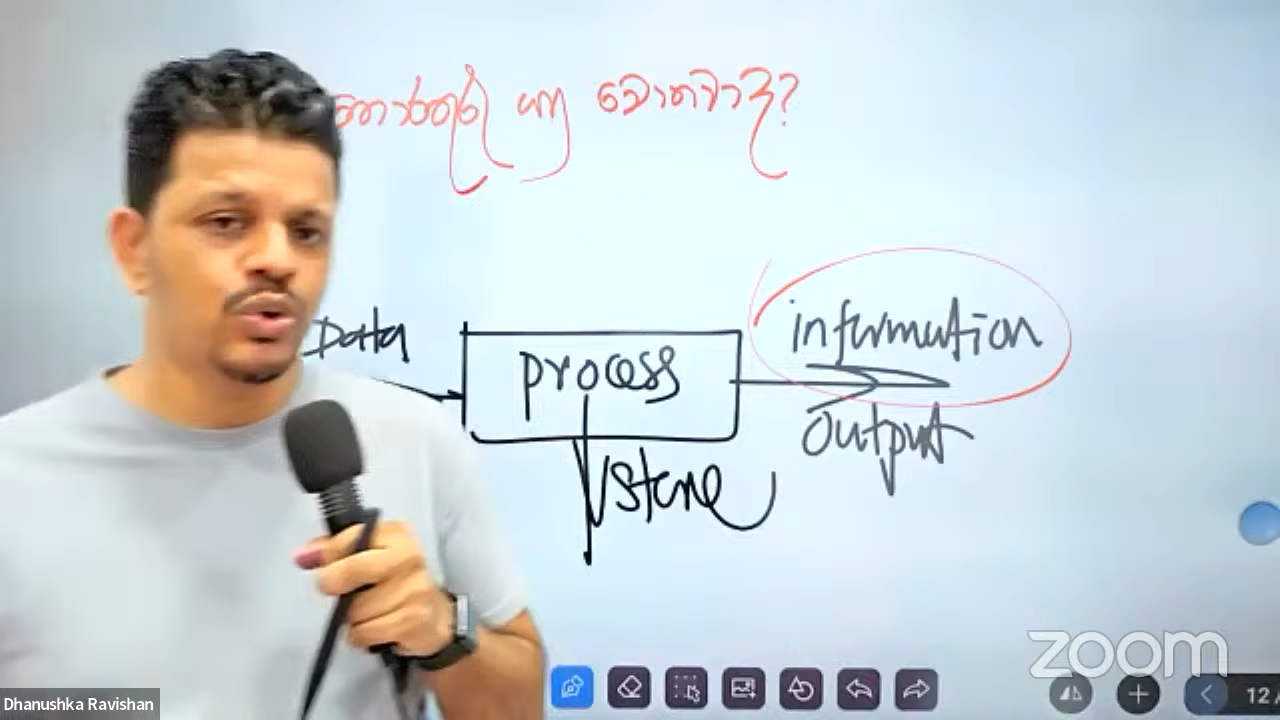 තොරතුරු යනු මොනවාද?
Data
process
information
output
store
zoom
Dhanushka Ravishan
12